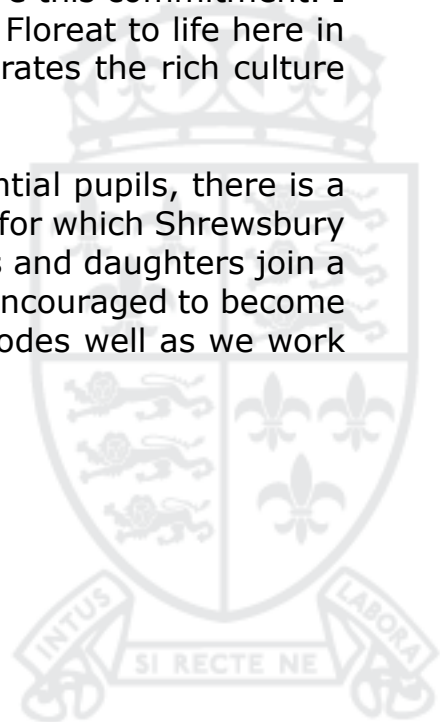 Floreat to life here in
rates the rich culture
ntial pupils, there is a
for which Shrewsbury
and daughters join a
ncouraged to become
odes well as we work
INTUS
LABORA
SI RECTE NE